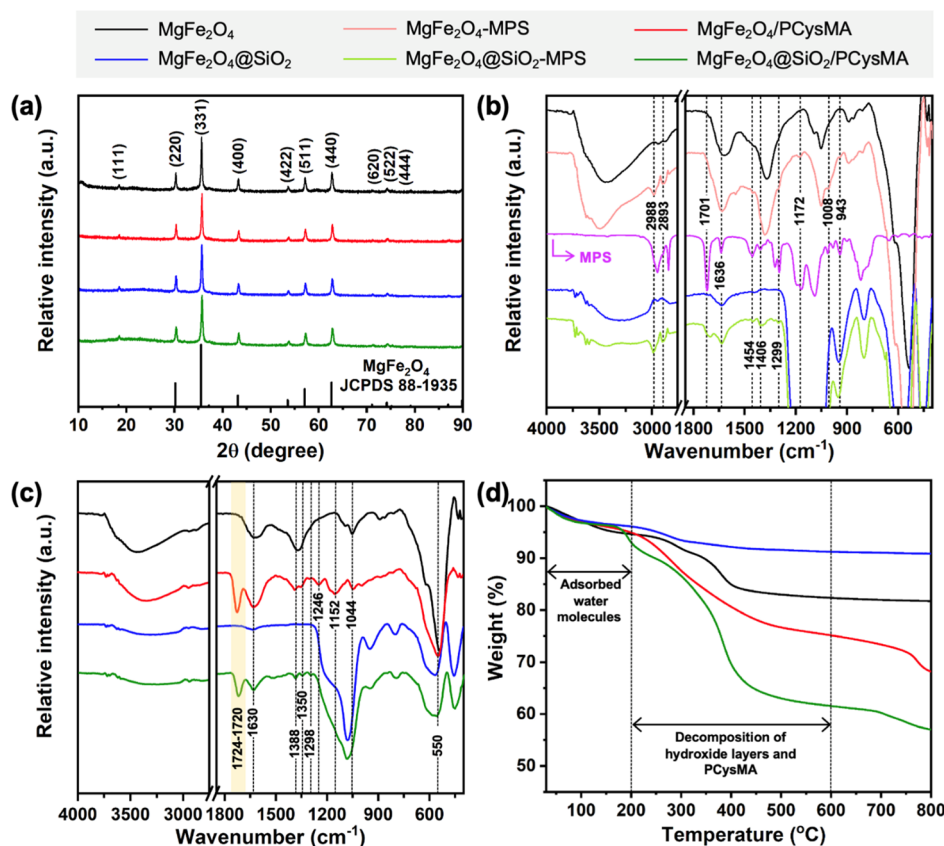 MgFe₂O₄
MgFe₂O₄-MPS
MgFe₂O₄/PCysMA
MgFe₂O₄@SiO₂
MgFe₂O₄@SiO₂-MPS
MgFe₂O₄@SiO₂/PCysMA
(a)
Relative intensity (a.u.)
(111)
(220)
(331)
(400)
(422)
(511)
(440)
(620)
(522)
(444)
MgFe₂O₄
JCPDS 88-1935
10 20 30 40 50 60 70 80 90
2θ (degree)
(b)
Relative intensity (a.u.)
2988
2893
1701
1636
1454
1406
1299
1172
1008
943
MPS
4000 3500 3000 1800 1500 1200 900 600
Wavenumber (cm⁻¹)
(c)
Relative intensity (a.u.)
1724-1720
1630
1388
1350
1298
1246
1152
1044
550
4000 3500 3000 1800 1500 1200 900 600
Wavenumber (cm⁻¹)
(d)
Weight (%)
100
90
80
70
60
50
Adsorbed
water
molecules
Decomposition of
hydroxide layers and
PCysMA
100 200 300 400 500 600 700 800
Temperature (°C)